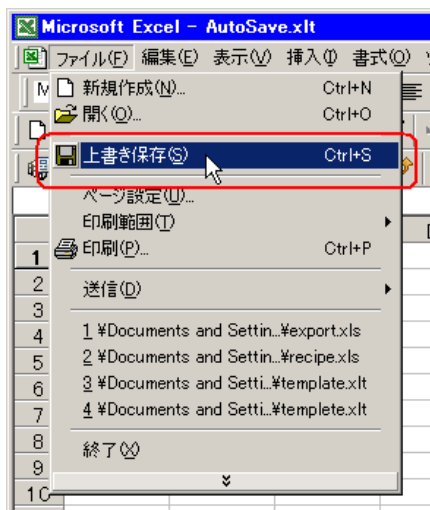 Microsoft Excel - AutoSave.xlt
ファイル(F) 編集(E) 表示(V) 挿入(I) 書式(O)
新規作成(N)... Ctrl+N
開く(O)... Ctrl+O
上書き保存(S) Ctrl+S
ページ設定(U)...
印刷範囲(T)
印刷(P)... Ctrl+P
送信(D)
1 ¥Documents and Settin...¥export.xls
2 ¥Documents and Settin...¥recipe.xls
3 ¥Documents and Setti...¥template.xlt
4 ¥Documents and Setti...¥templete.xlt
終了(X)
1
2
3
4
5
6
7
8
9
10